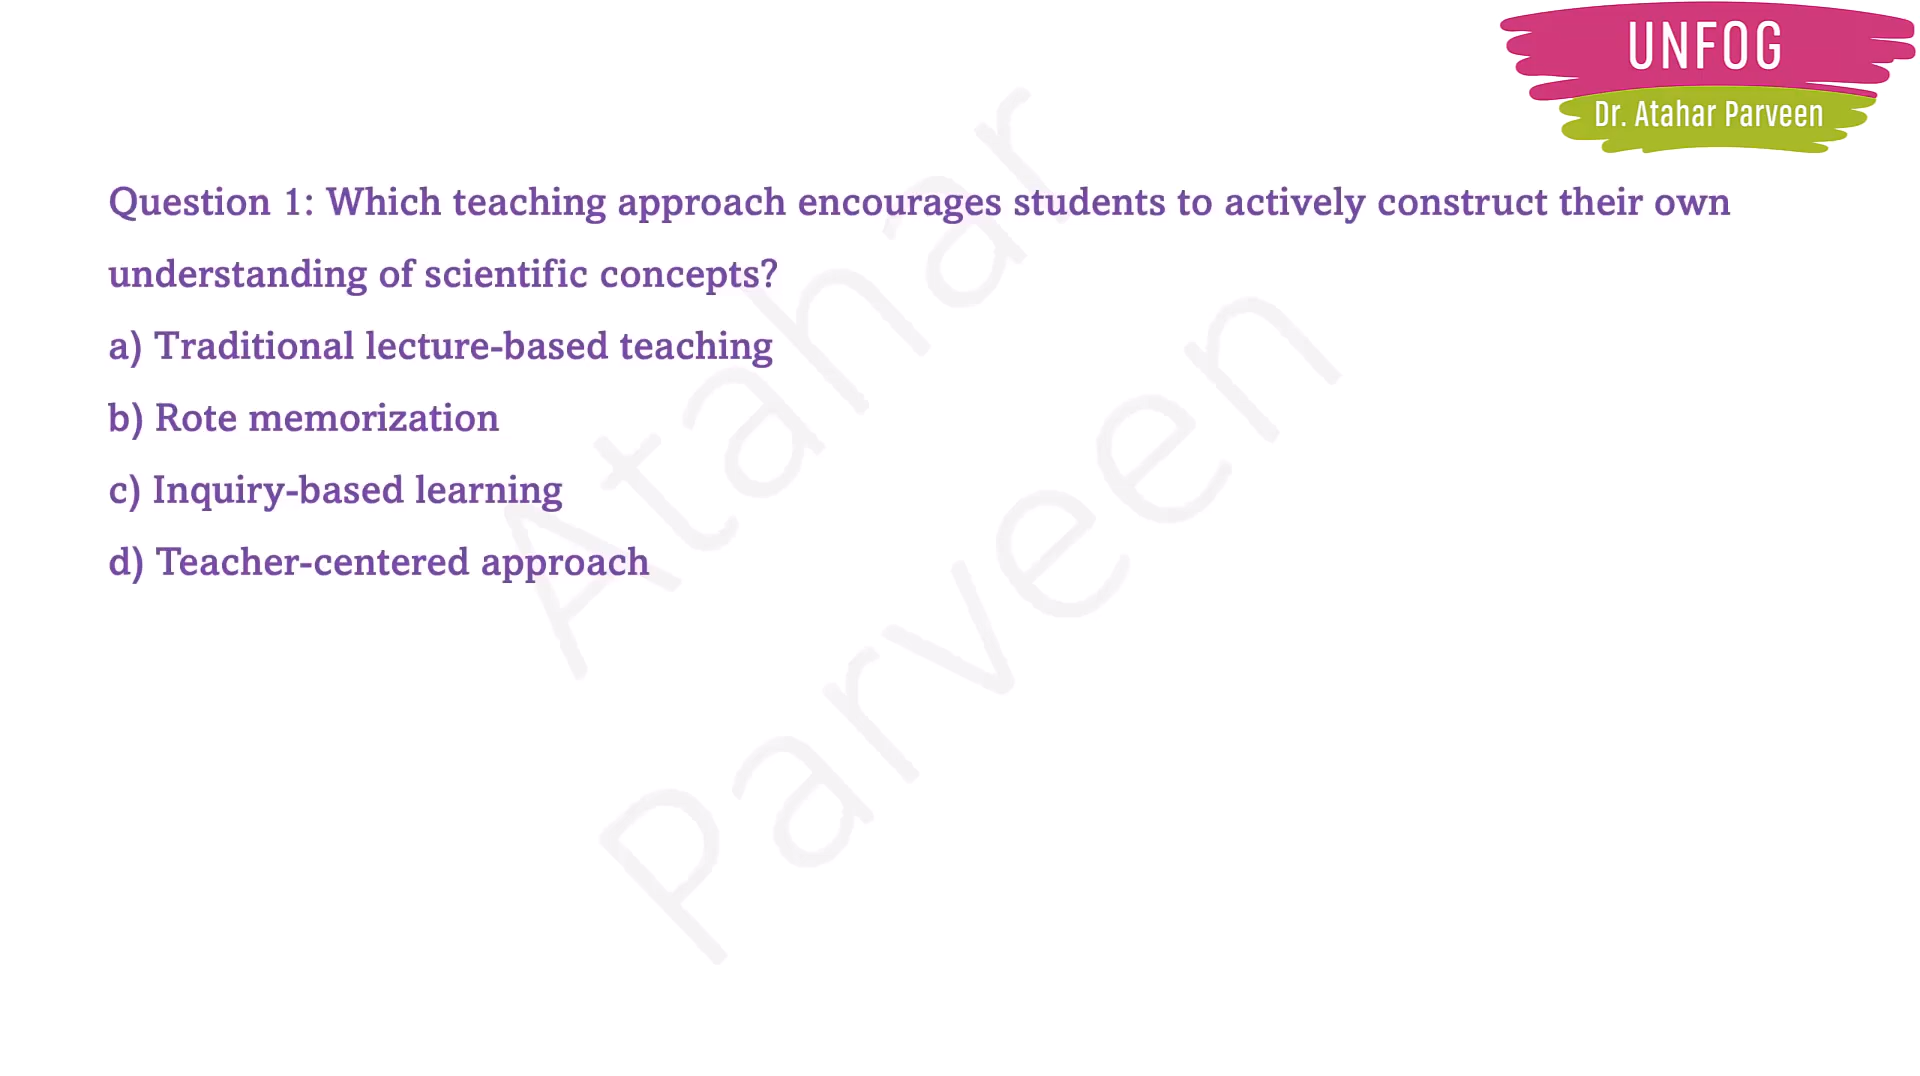 UNFOG
Dr. Atahar Parveen
Question 1: Which teaching approach encourages students to actively construct their own
understanding of scientific concepts?
a) Traditional lecture-based teaching
b) Rote memorization
c) Inquiry-based learning
d) Teacher-centered approach
Atahar
Parveen